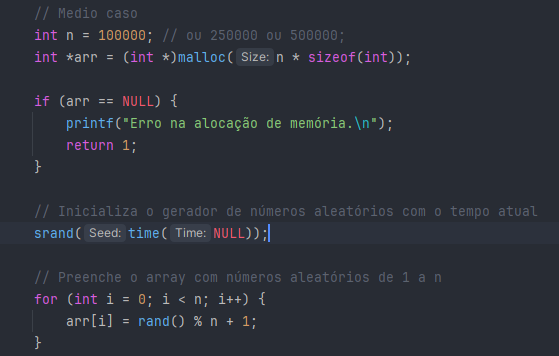 // Medio caso
int n = 100000; // ou 250000 ou 500000;
int *arr = (int *)malloc( Size: n * sizeof(int));
if (arr == NULL) {
printf("Erro na alocação de memória.\n");
return 1;
}
// Inicializa o gerador de números aleatórios com o tempo atual
srand( Seed: time( Time: NULL));
// Preenche o array com números aleatórios de 1 a n
for (int i = 0; i < n; i++) {
arr[i] = rand() % n + 1;
}